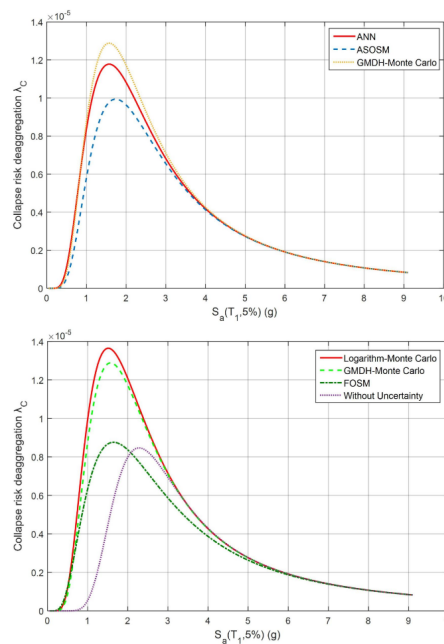 ×10⁻⁵
1.4
1.2
1
0.8
0.6
0.4
0.2
0
Collapse risk deaggregation λC
ANN
ASOSM
GMDH-Monte Carlo
0 1 2 3 4 5 6 7 8 9 10
Sa(T1,5%) (g)
×10⁻⁵
1.4
1.2
1
0.8
0.6
0.4
0.2
0
Collapse risk deaggregation λC
Logarithm-Monte Carlo
GMDH-Monte Carlo
FOSM
Without Uncertainty
0 1 2 3 4 5 6 7 8 9
Sa(T1,5%) (g)